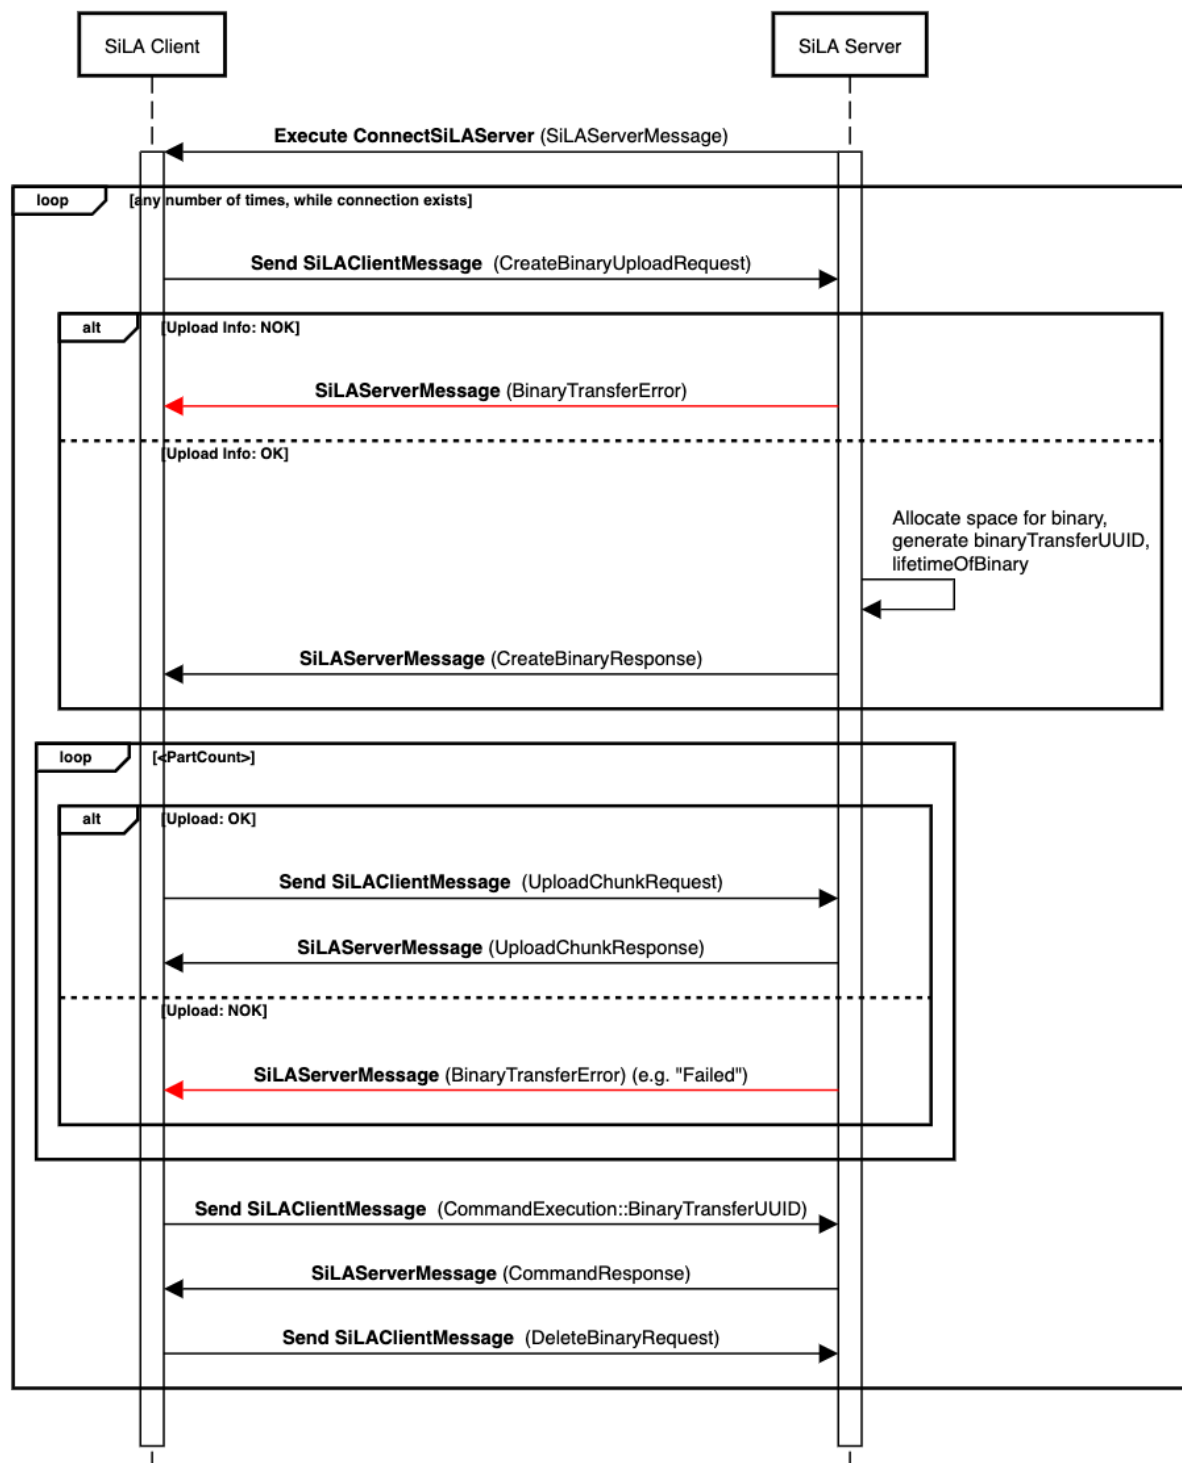 SiLA Client
SiLA Server
Execute ConnectSiLAServer (SiLAServerMessage)
loop
[any number of times, while connection exists]
Send SiLAClientMessage (CreateBinaryUploadRequest)
alt
[Upload Info: NOK]
SiLAServerMessage (BinaryTransferError)
[Upload Info: OK]
Allocate space for binary,
generate binaryTransferUUID,
lifetimeOfBinary
SiLAServerMessage (CreateBinaryResponse)
loop
[<PartCount>]
alt
[Upload: OK]
Send SiLAClientMessage (UploadChunkRequest)
SiLAServerMessage (UploadChunkResponse)
[Upload: NOK]
SiLAServerMessage (BinaryTransferError) (e.g. "Failed")
Send SiLAClientMessage (CommandExecution::BinaryTransferUUID)
SiLAServerMessage (CommandResponse)
Send SiLAClientMessage (DeleteBinaryRequest)